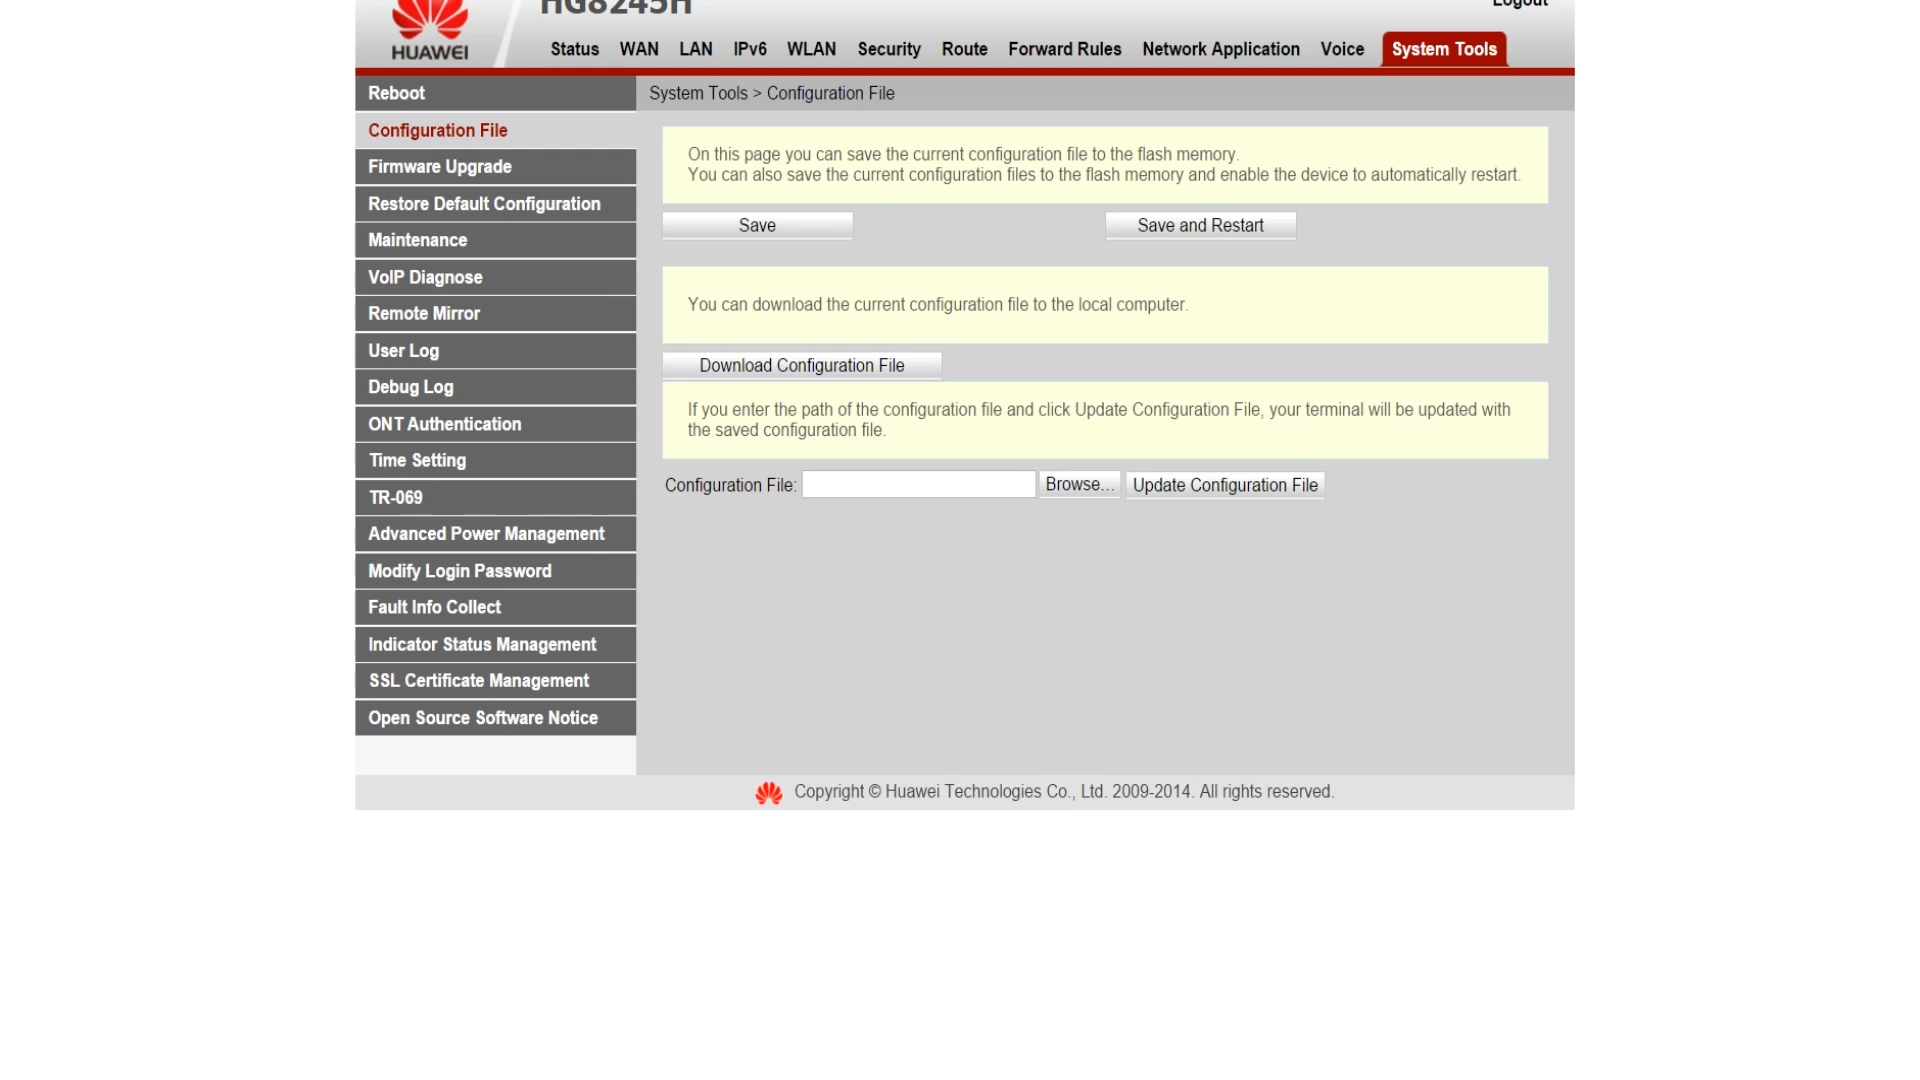 HG8245H
Logout
HUAWEI
Status WAN LAN IPv6 WLAN Security Route Forward Rules Network Application Voice System Tools
Reboot
System Tools > Configuration File
Configuration File
Firmware Upgrade
Restore Default Configuration
Maintenance
VoIP Diagnose
Remote Mirror
User Log
Debug Log
ONT Authentication
Time Setting
TR-069
Advanced Power Management
Modify Login Password
Fault Info Collect
Indicator Status Management
SSL Certificate Management
Open Source Software Notice
On this page you can save the current configuration file to the flash memory.
You can also save the current configuration files to the flash memory and enable the device to automatically restart.
Save
Save and Restart
You can download the current configuration file to the local computer.
Download Configuration File
If you enter the path of the configuration file and click Update Configuration File, your terminal will be updated with
the saved configuration file.
Configuration File: Browse... Update Configuration File
Copyright © Huawei Technologies Co., Ltd. 2009-2014. All rights reserved.